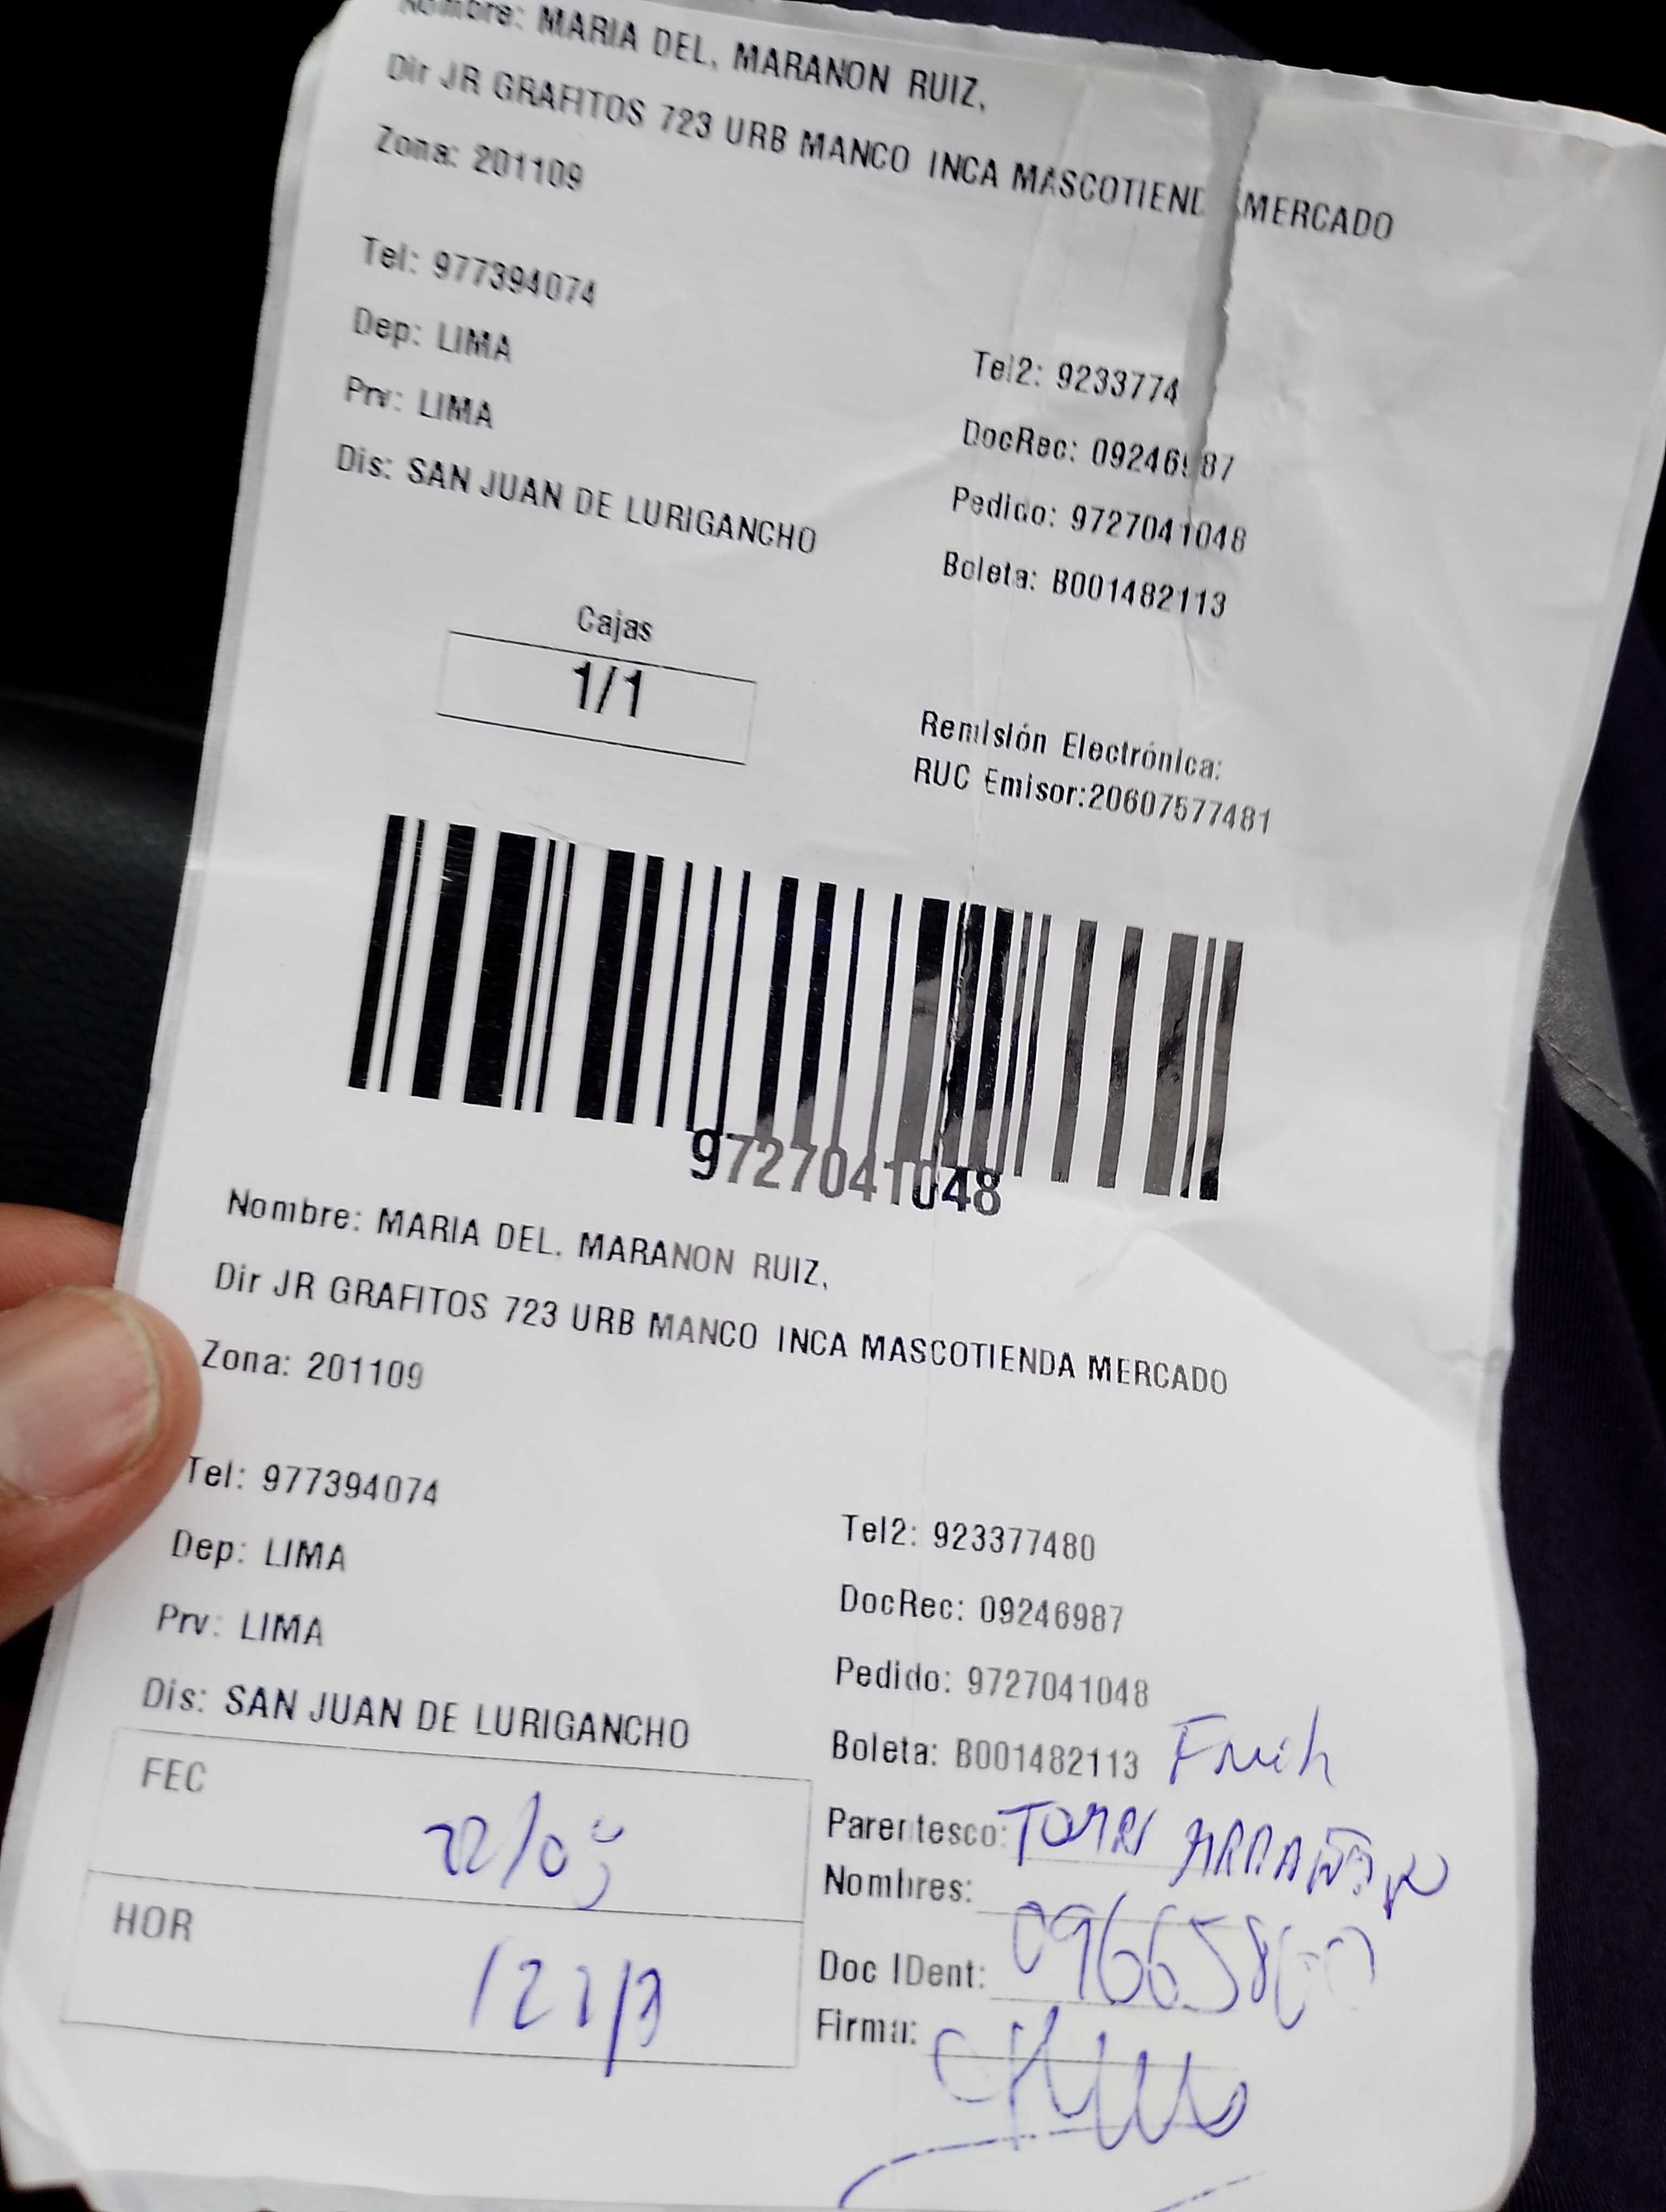 Nombre: MARIA DEL, MARANON RUIZ,
Dir JR GRAFITOS 723 URB MANCO INCA MASCOTIEND MERCADO
Zona: 201109
Tel: 977394074
Tel2: 9233774
Dep: LIMA
DocRec: 09246987
Prv: LIMA
Pedido: 9727041048
Dis: SAN JUAN DE LURIGANCHO
Boleta: B001482113
Cajas
1/1
Remisión Electrónica:
RUC Emisor:20607577481
9727041048
Nombre: MARIA DEL, MARANON RUIZ,
Dir JR GRAFITOS 723 URB MANCO INCA MASCOTIENDA MERCADO
Zona: 201109
Tel: 977394074
Tel2: 923377480
Dep: LIMA
DocRec: 09246987
Prv: LIMA
Pedido: 9727041048
Dis: SAN JUAN DE LURIGANCHO
Boleta: B001482113
FEC 22/05
Parentesco:
Nombres:
HOR
Doc IDent:
Firma: